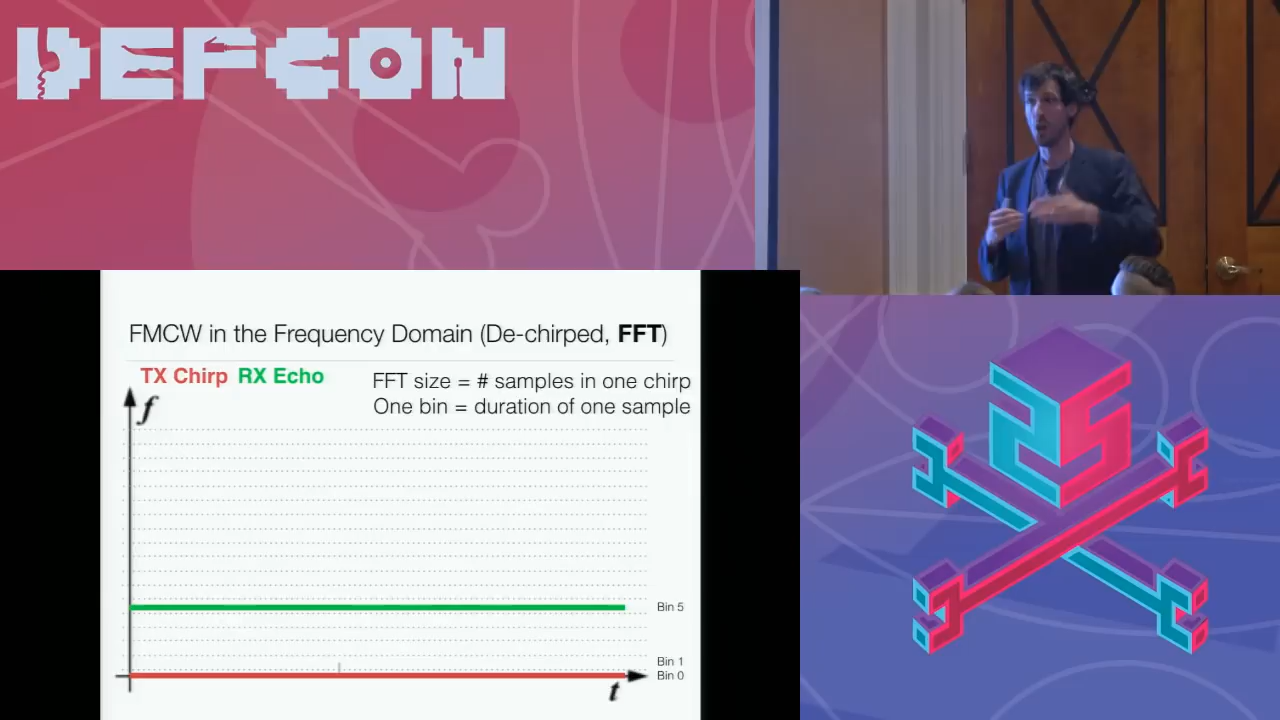 DEFCON
FMCW in the Frequency Domain (De-chirped, FFT)
TX Chirp RX Echo
FFT size = # samples in one chirp
One bin = duration of one sample
f
Bin 5
Bin 1
Bin 0
t
25